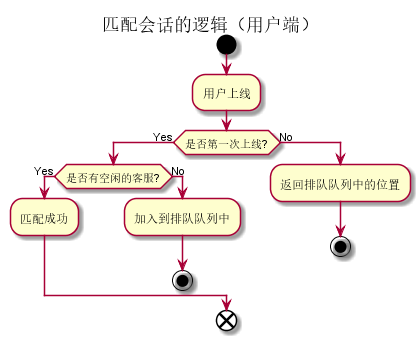 匹配会话的逻辑（用户端）
用户上线
Yes
是否第一次上线?
No
Yes
是否有空闲的客服?
No
返回排队队列中的位置
匹配成功
加入到排队队列中